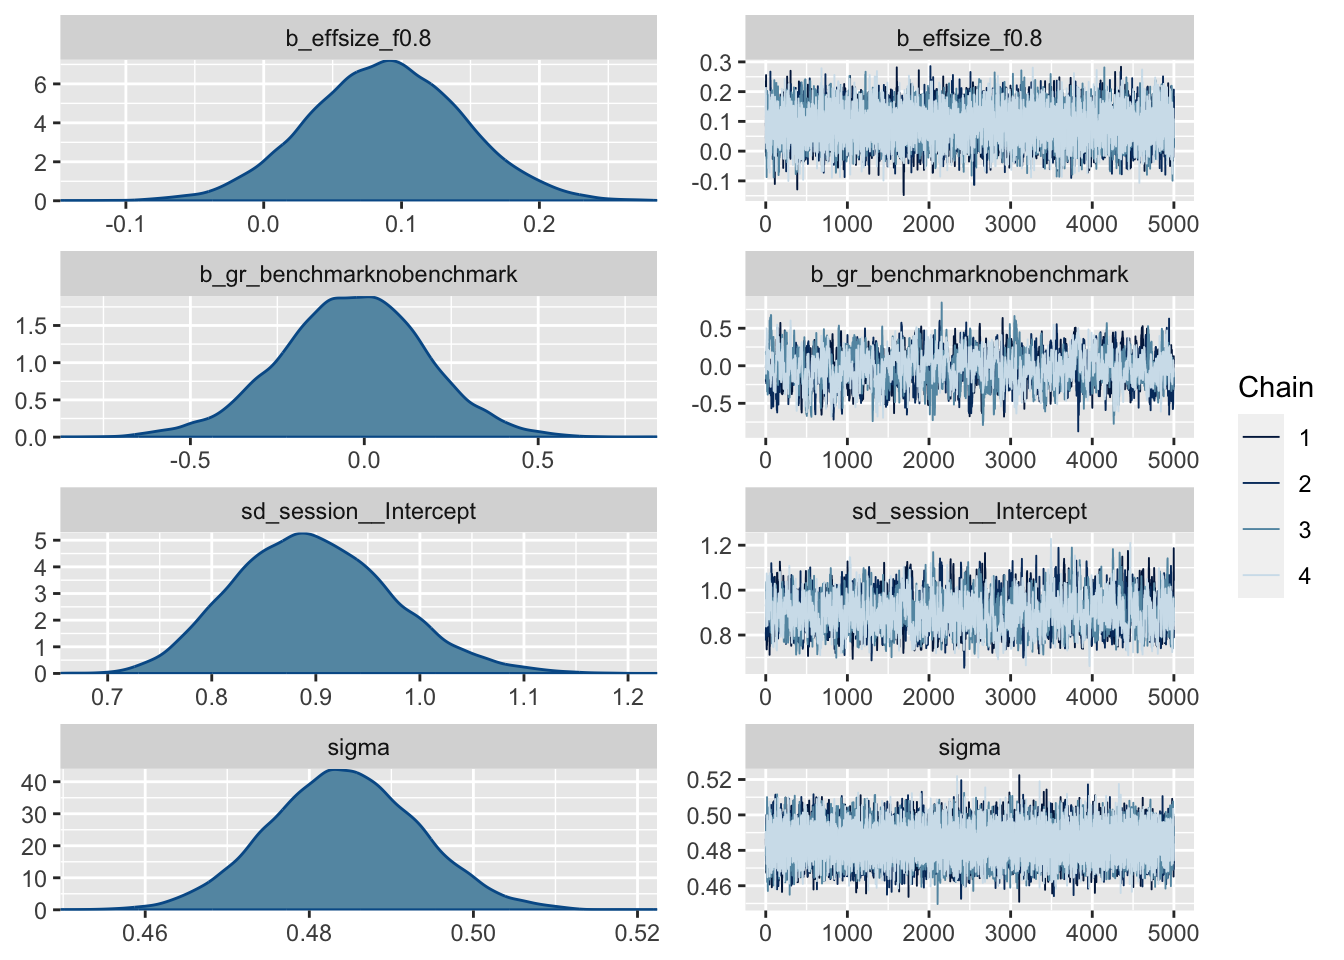 b_effsize_f0.8
6
4
2
0
-0.1 0.0 0.1 0.2
b_effsize_f0.8
0.3
0.2
0.1
0.0
-0.1
0 1000 2000 3000 4000 5000
b_gr_benchmarknobenchmark
1.5
1.0
0.5
0.0
-0.5 0.0 0.5
b_gr_benchmarknobenchmark
0.5
0.0
-0.5
0 1000 2000 3000 4000 5000
sd_session__Intercept
5
4
3
2
1
0
0.7 0.8 0.9 1.0 1.1 1.2
sd_session__Intercept
1.2
1.0
0.8
0 1000 2000 3000 4000 5000
sigma
40
30
20
10
0
0.46 0.48 0.50 0.52
sigma
0.52
0.50
0.48
0.46
0 1000 2000 3000 4000 5000
Chain
1
2
3
4